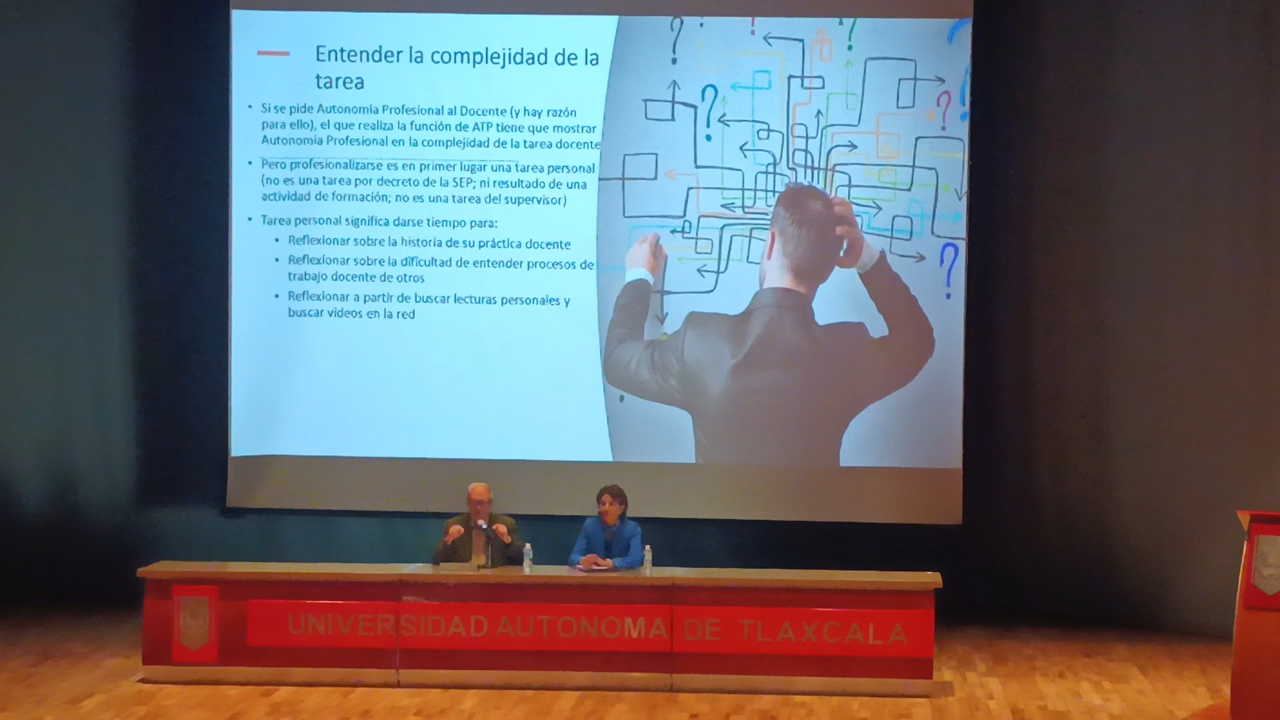 Entender la complejidad de la
tarea
• Si se pide Autonomía Profesional al Docente (y hay razón
para ello), el que realiza la función de ATP tiene que mostrar
Autonomía Profesional en la complejidad de la tarea docente
• Pero profesionalizarse es en primer lugar una tarea personal
(no es una tarea por decreto de la SEP; ni resultado de una
actividad de formación; no es una tarea del supervisor)
• Tarea personal significa darse tiempo para:
• Reflexionar sobre la historia de su práctica docente
• Reflexionar sobre la dificultad de entender procesos de
trabajo docente de otros
• Reflexionar a partir de buscar lecturas personales y
buscar videos en la red
UNIVERSIDAD AUTONOMA DE TLAXCALA